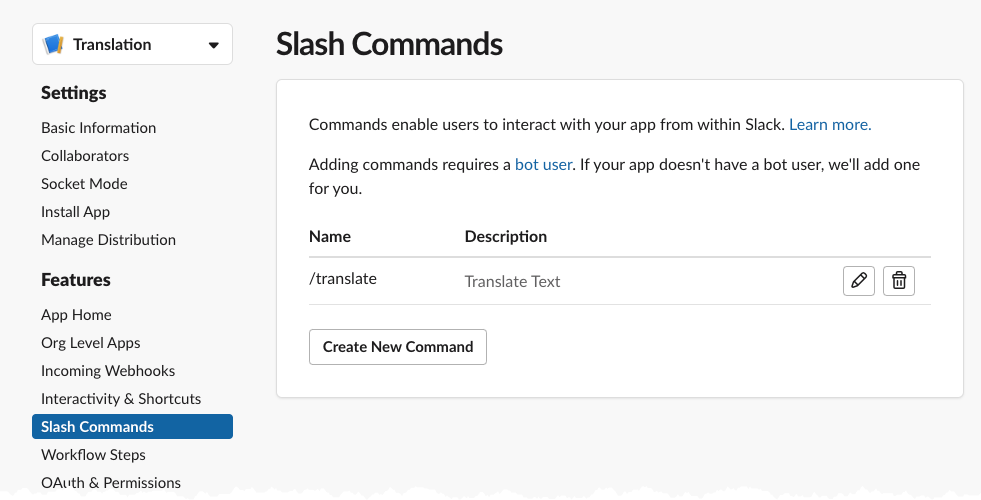 Translation
Settings
Basic Information
Collaborators
Socket Mode
Install App
Manage Distribution
Features
App Home
Org Level Apps
Incoming Webhooks
Interactivity & Shortcuts
Slash Commands
Workflow Steps
OAuth & Permissions
Slash Commands
Commands enable users to interact with your app from within Slack. Learn more.
Adding commands requires a bot user. If your app doesn't have a bot user, we'll add one
for you.
Name Description
/translate Translate Text
Create New Command